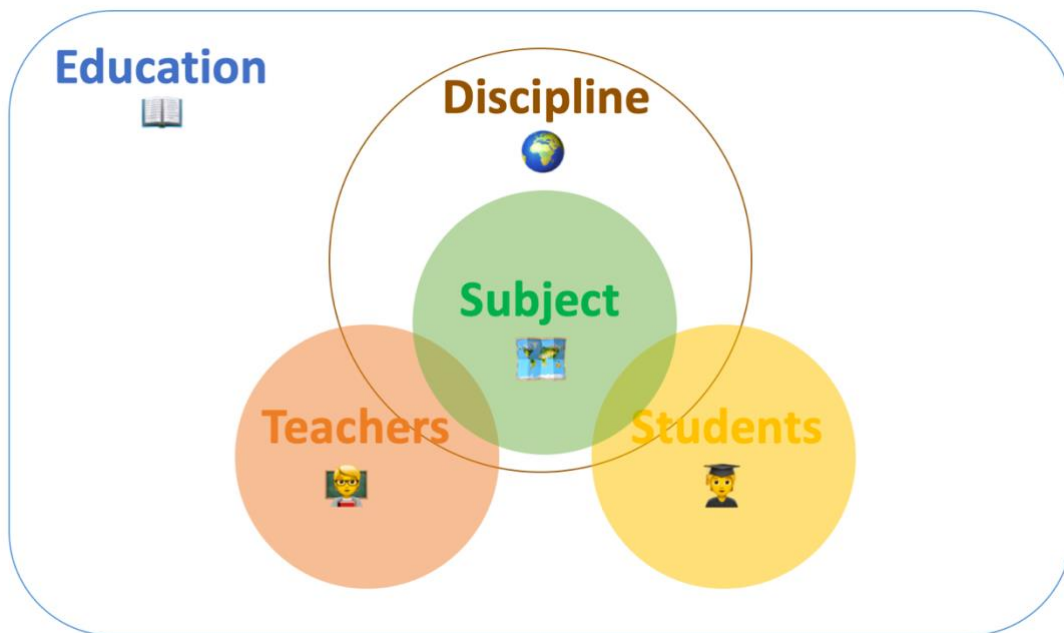 Education
Discipline
Subject
Teachers
Students